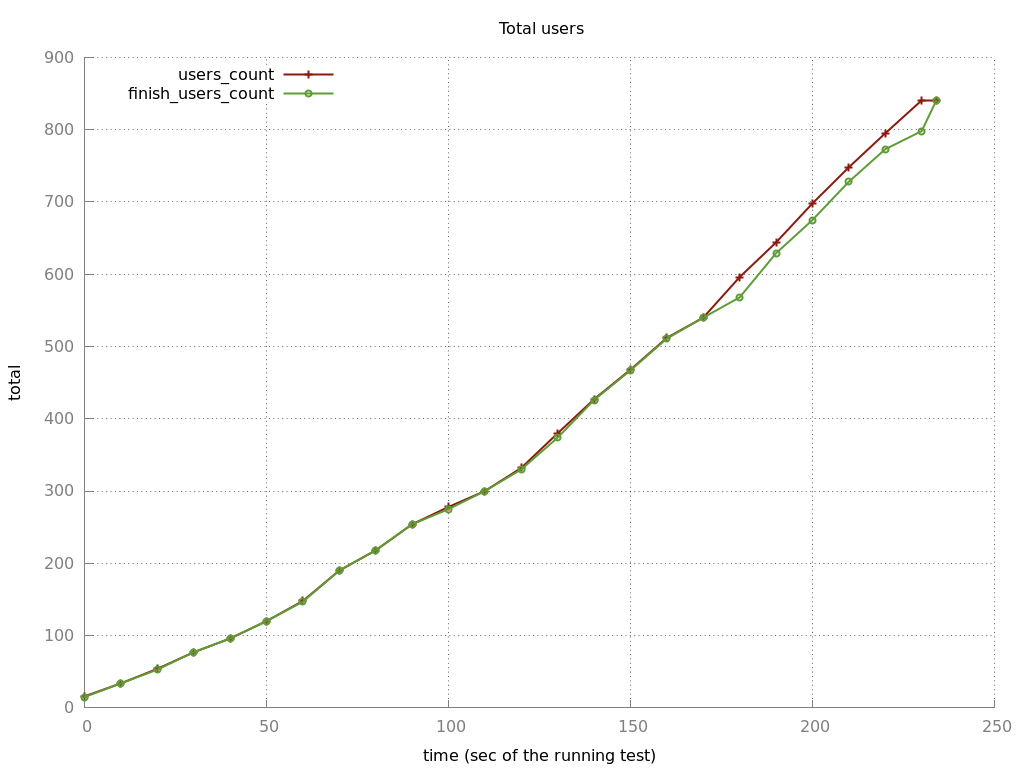 Total users
users_count
finish_users_count
900
800
700
600
500
400
300
200
100
0
total
0 50 100 150 200 250
time (sec of the running test)